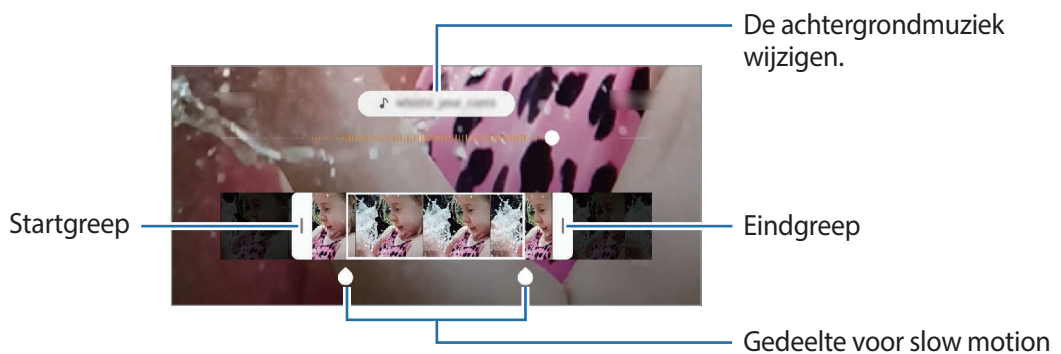 De achtergrondmuziek
wijzigen.
Startgreep
Eindgreep
Gedeelte voor slow motion